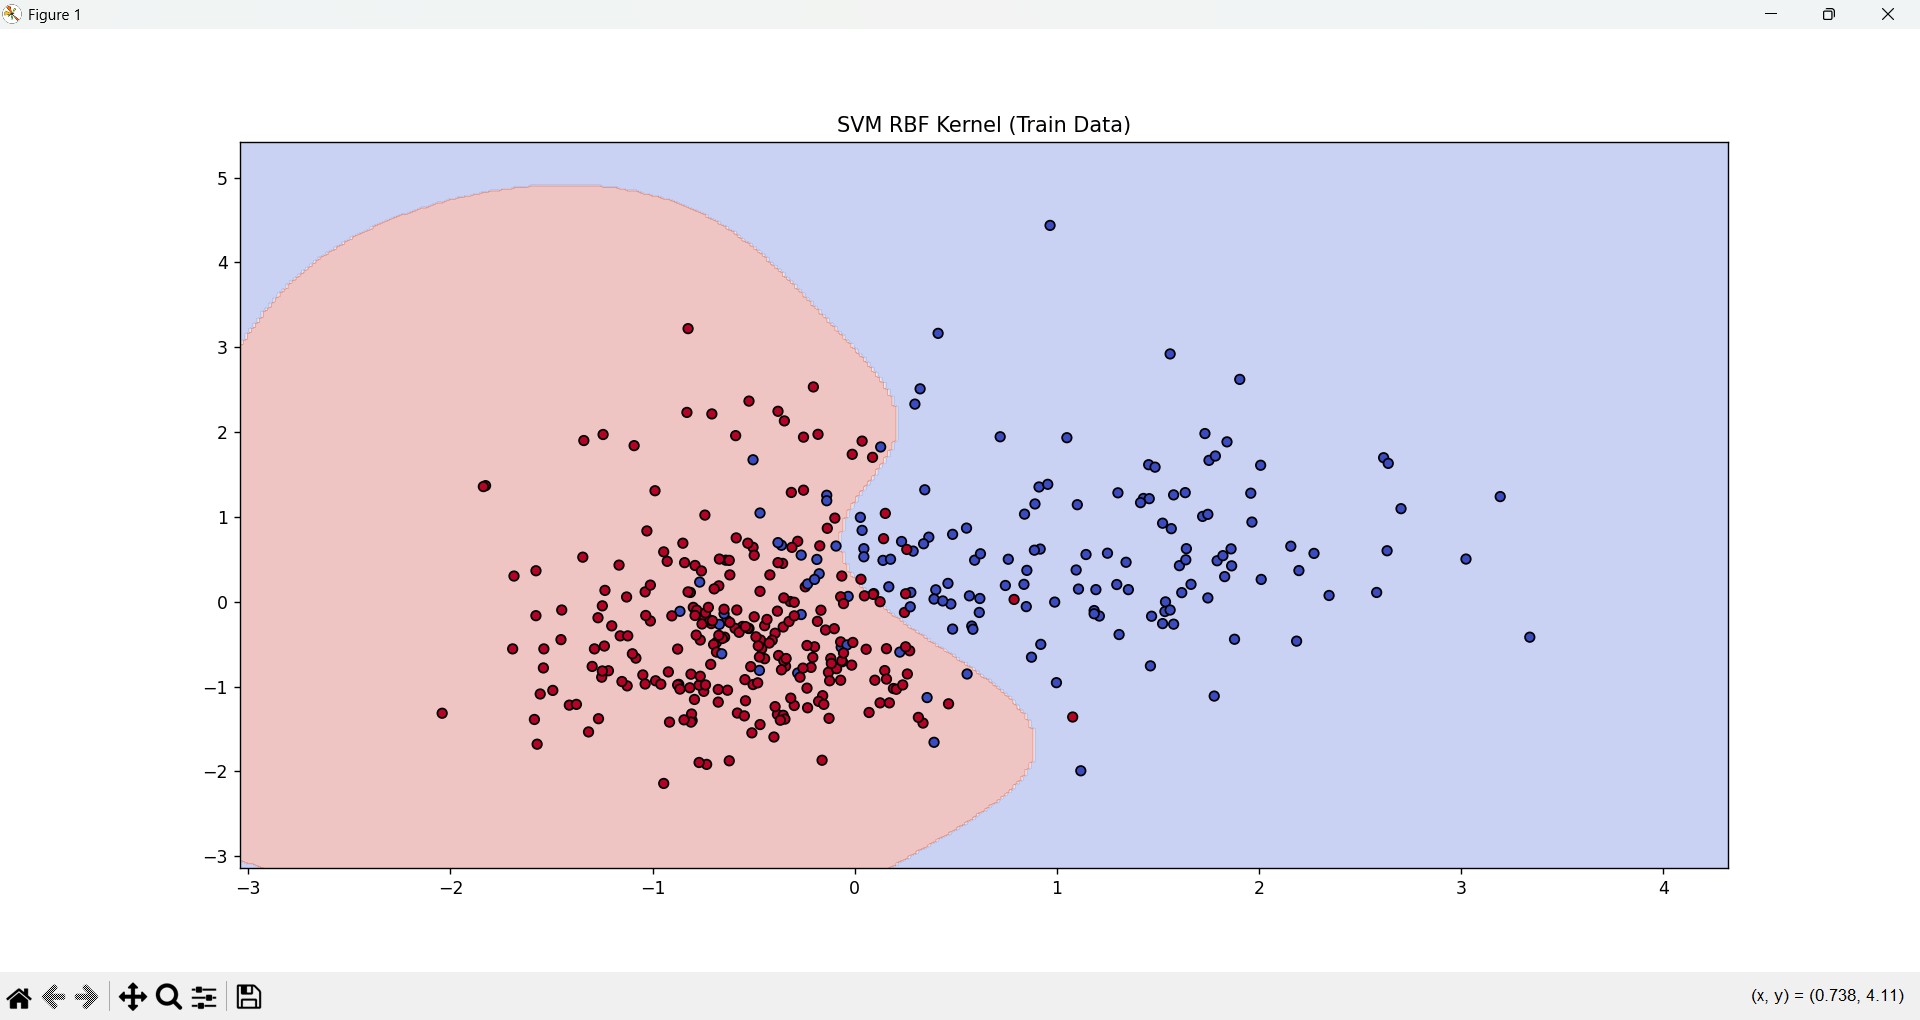 Figure 1
SVM RBF Kernel (Train Data)
5
4
3
2
1
0
−1
−2
−3
−3 −2 −1 0 1 2 3 4
(x, y) = (0.738, 4.11)